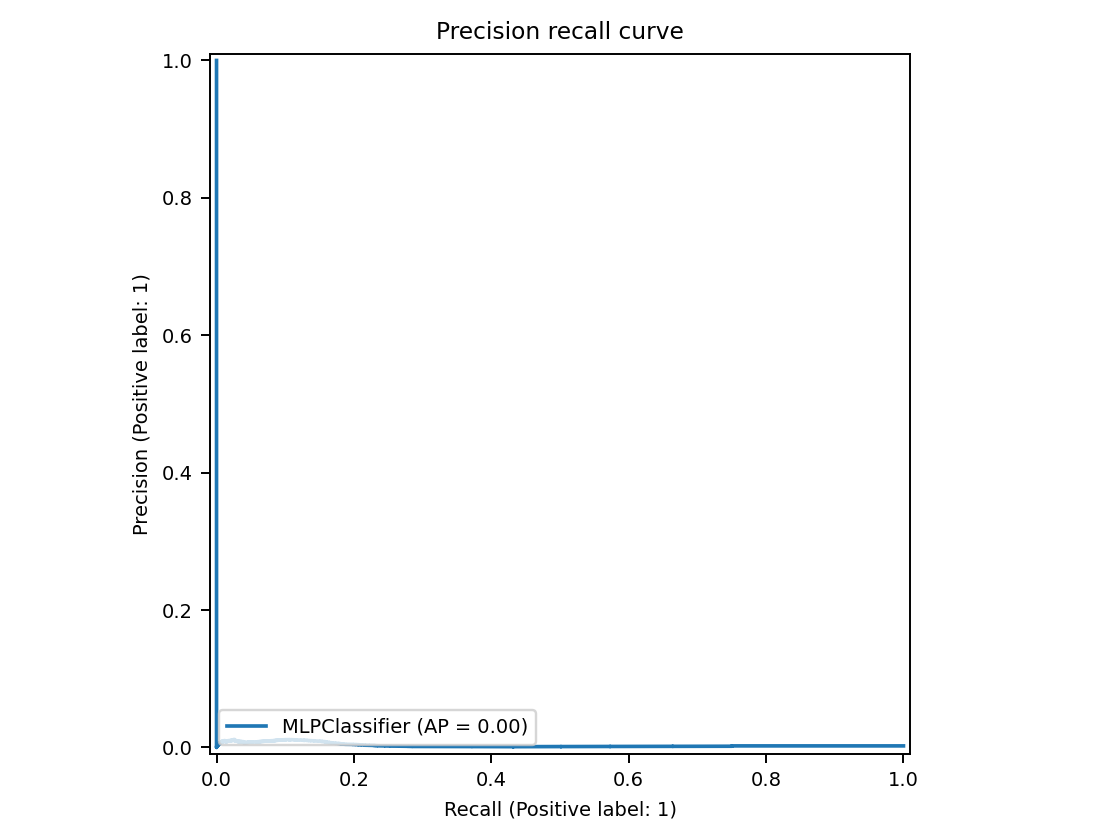 Precision recall curve
1.0
0.8
0.6
0.4
0.2
0.0
Precision (Positive label: 1)
MLPClassifier (AP = 0.00)
0.0 0.2 0.4 0.6 0.8 1.0
Recall (Positive label: 1)